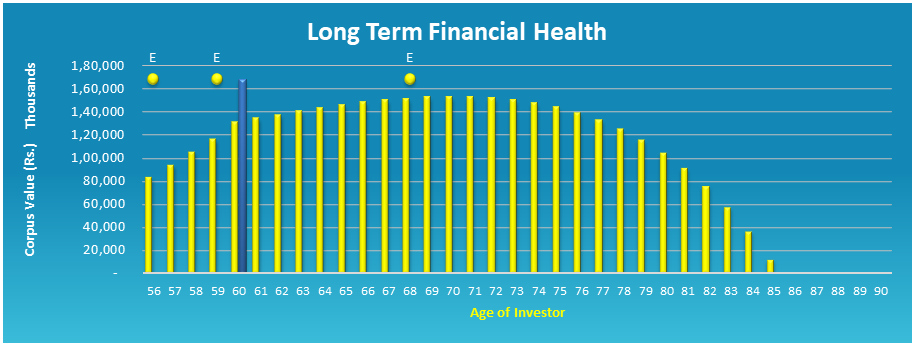 Long Term Financial Health
E E E
1,80,000
1,60,000
1,40,000
1,20,000
1,00,000
80,000
60,000
40,000
20,000
-
Corpus Value (Rs.) Thousands
56 57 58 59 60 61 62 63 64 65 66 67 68 69 70 71 72 73 74 75 76 77 78 79 80 81 82 83 84 85 86 87 88 89 90
Age of Investor